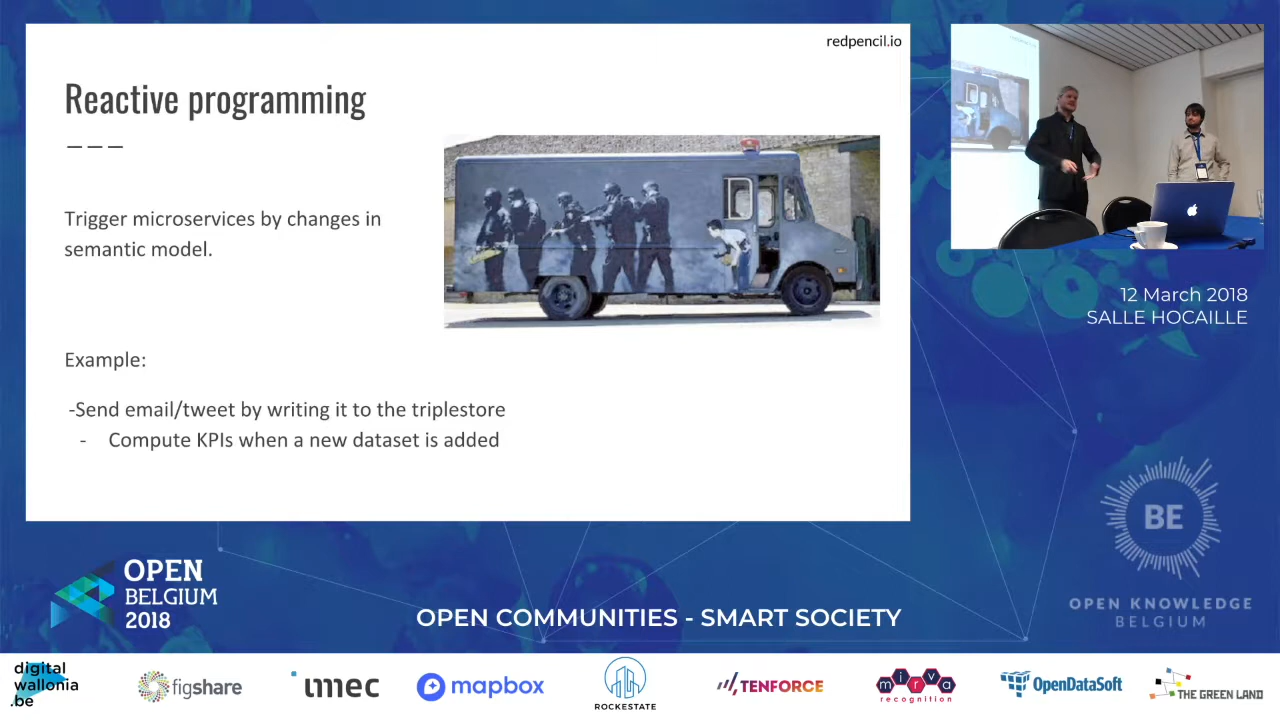 redpencil.io
Reactive programming
Trigger microservices by changes in
semantic model.
Example:
-Send email/tweet by writing it to the triplestore
- Compute KPIs when a new dataset is added
12 March 2018
SALLE HOCAILLE
BE
OPEN KNOWLEDGE
BELGIUM
OPEN
BELGIUM
2018
OPEN COMMUNITIES - SMART SOCIETY
digital
wallonia
.be
figshare
imec
mapbox
ROCKESTATE
TENFORCE
mirva
recognition
OpenDataSoft
THE GREEN LAND